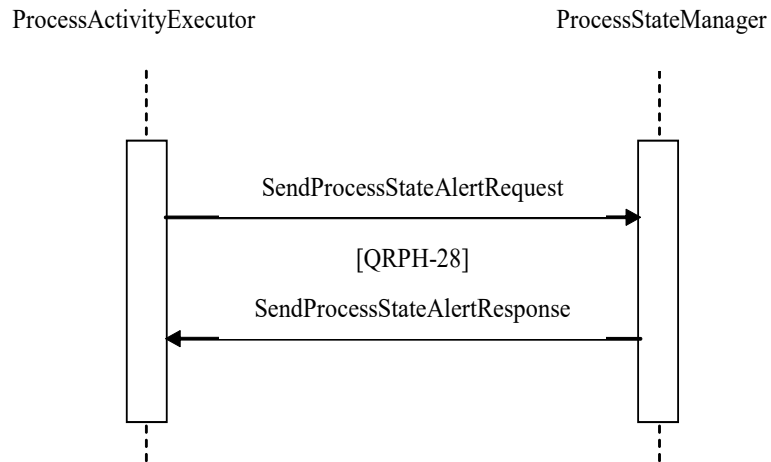 ProcessActivityExecutor
ProcessStateManager
SendProcessStateAlertRequest
[QRPH-28]
SendProcessStateAlertResponse